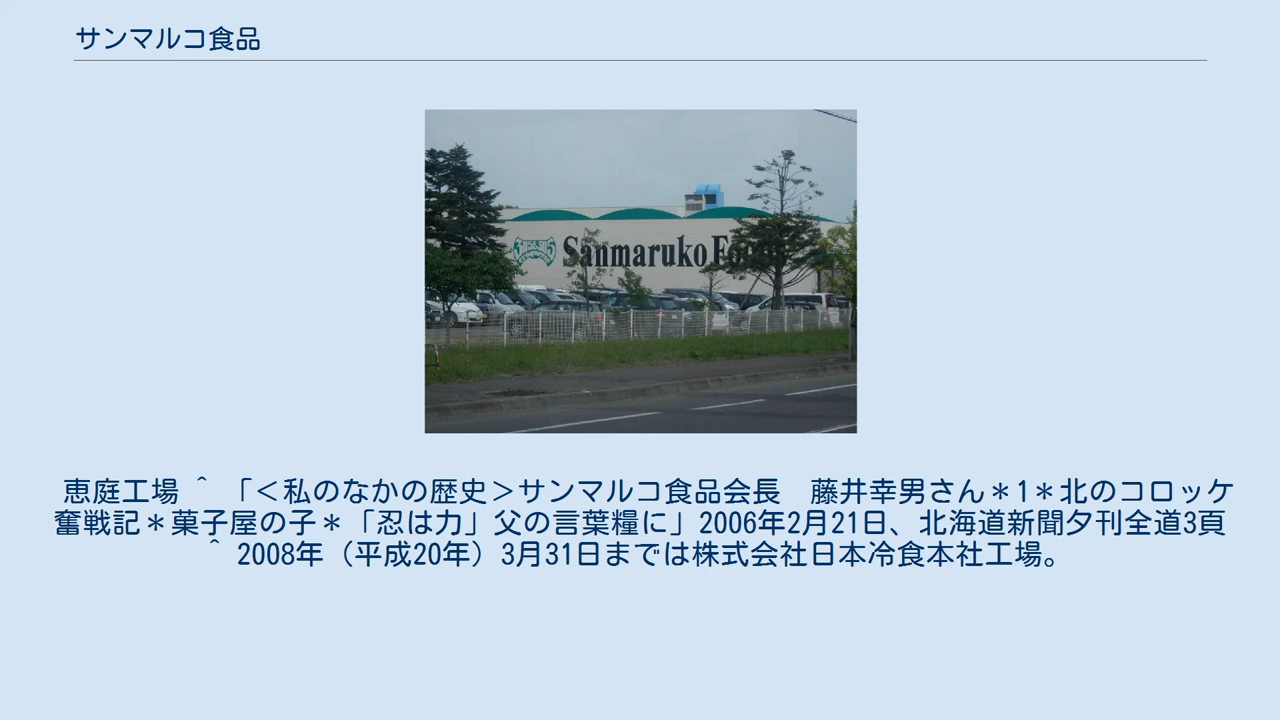 サンマルコ食品
Sanmaruko
恵庭工場 ＾ 「＜私のなかの歴史＞サンマルコ食品会長　藤井幸男さん＊1＊北のコロッケ
奮戦記＊菓子屋の子＊「忍は力」父の言葉糧に」2006年2月21日、北海道新聞夕刊全道3頁
＾ 2008年（平成20年）3月31日までは株式会社日本冷食本社工場。